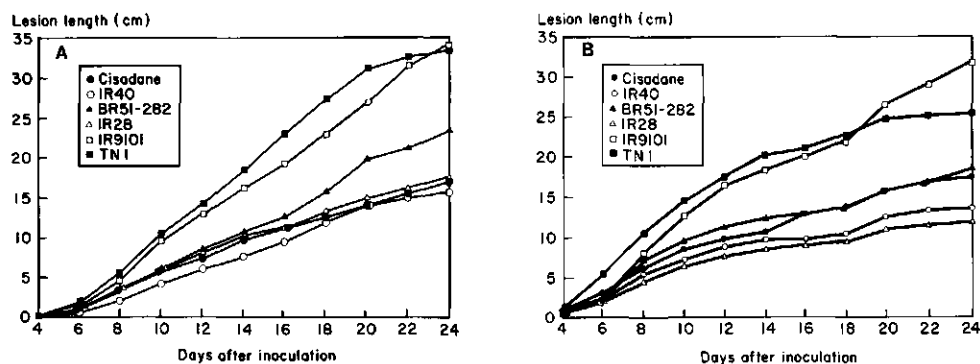 Lesion length (cm)
35
30
25
20
15
10
5
0
A
Cisadane
IR40
BR51-282
IR28
IR9101
TN1
4 6 8 10 12 14 16 18 20 22 24
Days after inoculation
Lesion length (cm)
35
30
25
20
15
10
5
0
B
Cisadane
IR40
BR51-282
IR28
IR9101
TN1
4 6 8 10 12 14 16 18 20 22 24
Days after inoculation